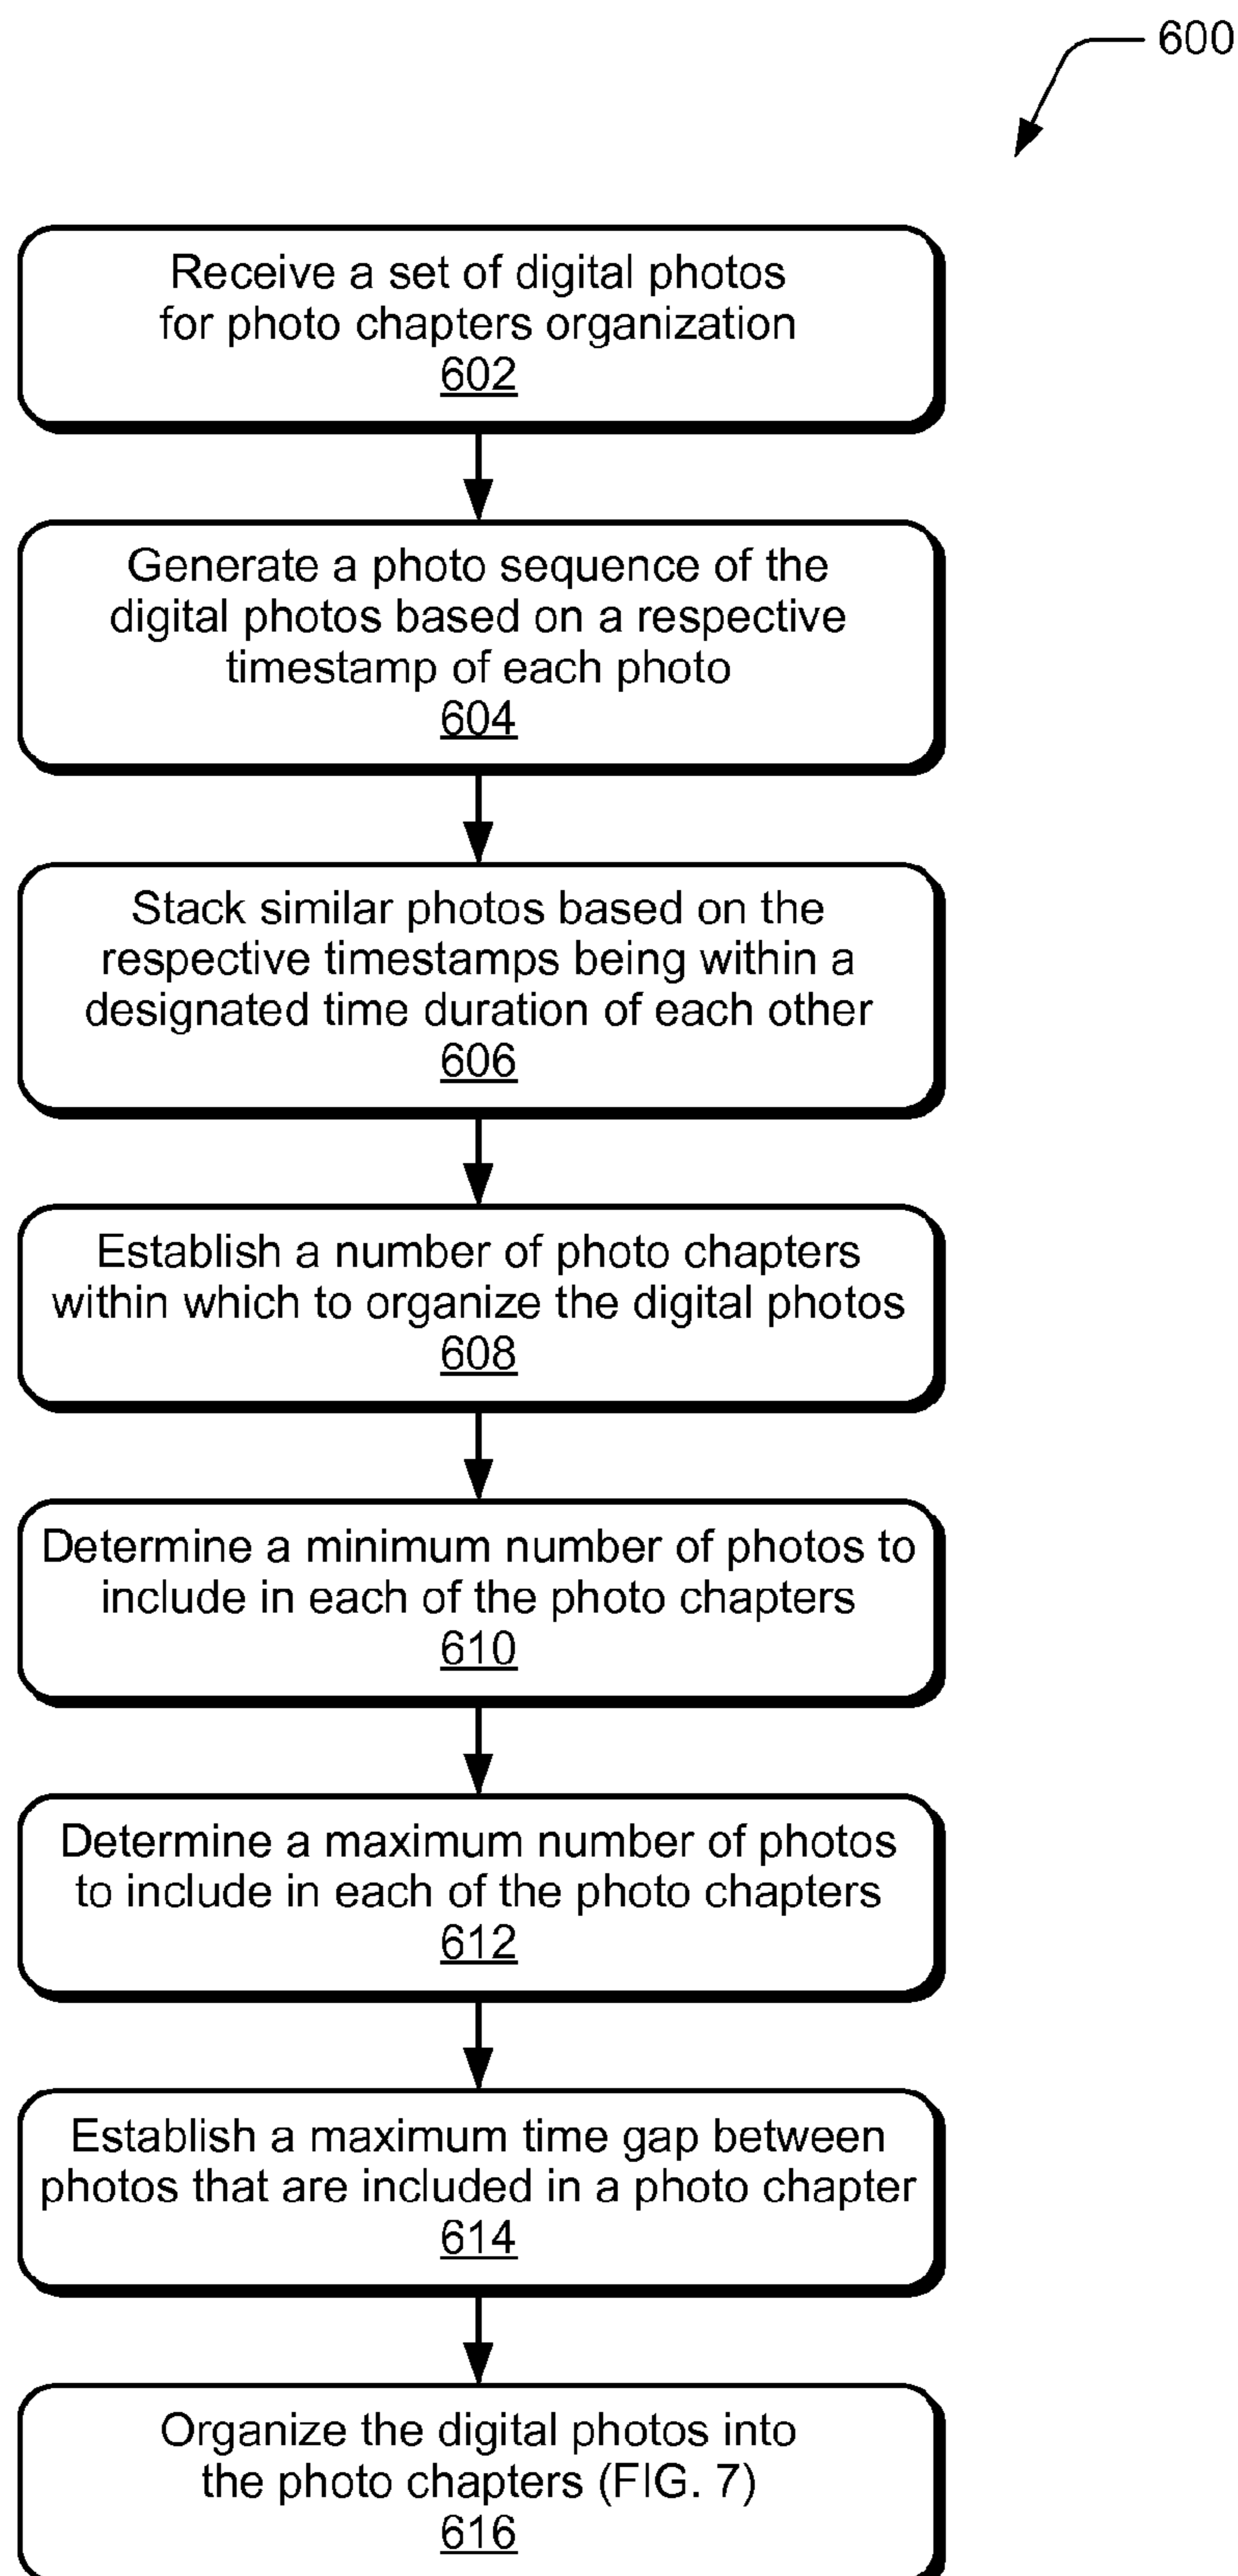 600
Receive a set of digital photos
for photo chapters organization
602
Generate a photo sequence of the
digital photos based on a respective
timestamp of each photo
604
Stack similar photos based on the
respective timestamps being within a
designated time duration of each other
606
Establish a number of photo chapters
within which to organize the digital photos
608
Determine a minimum number of photos to
include in each of the photo chapters
610
Determine a maximum number of photos
to include in each of the photo chapters
612
Establish a maximum time gap between
photos that are included in a photo chapter
614
Organize the digital photos into
the photo chapters (FIG. 7)
616